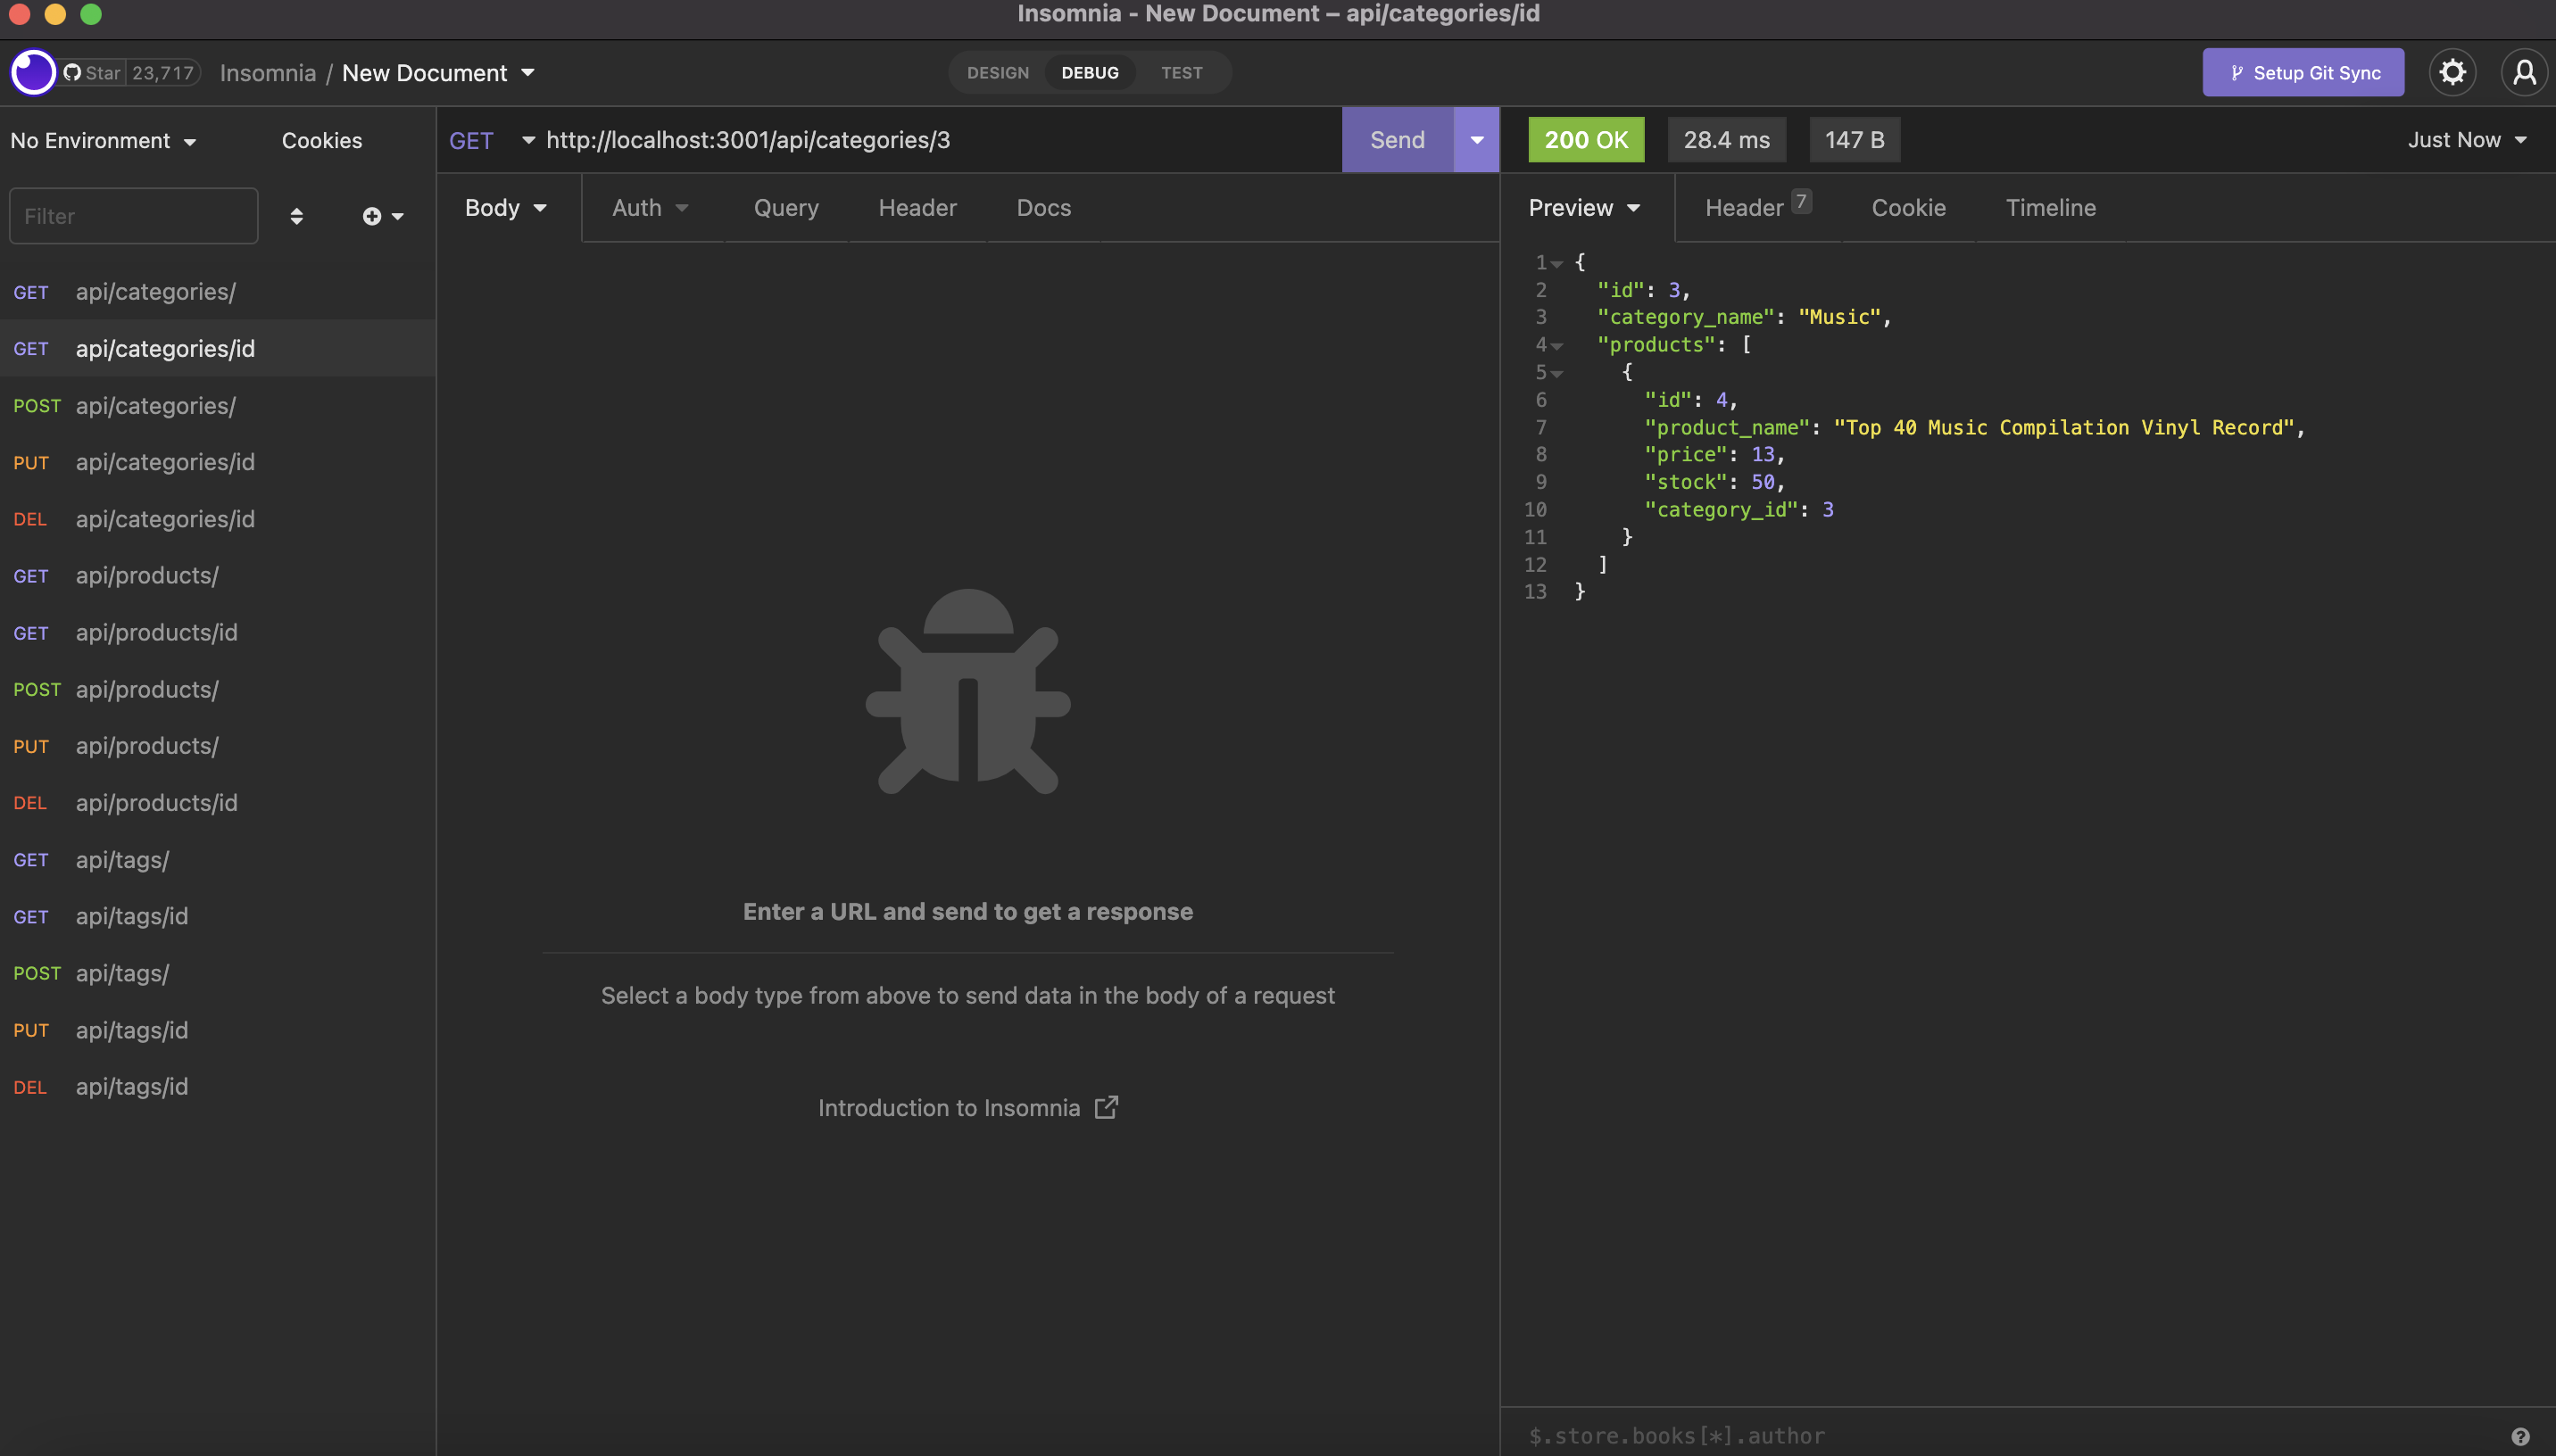 Insomnia - New Document – api/categories/id
Star 23,717 Insomnia / New Document
DESIGN DEBUG TEST
Setup Git Sync
No Environment Cookies
Filter
GET api/categories/
GET api/categories/id
POST api/categories/
PUT api/categories/id
DEL api/categories/id
GET api/products/
GET api/products/id
POST api/products/
PUT api/products/
DEL api/products/id
GET api/tags/
GET api/tags/id
POST api/tags/
PUT api/tags/id
DEL api/tags/id
GET http://localhost:3001/api/categories/3 Send
Body Auth Query Header Docs
Enter a URL and send to get a response
Select a body type from above to send data in the body of a request
Introduction to Insomnia
200 OK 28.4 ms 147 B Just Now
Preview Header 7 Cookie Timeline
1 {
2 "id": 3,
3 "category_name": "Music",
4 "products": [
5 {
6 "id": 4,
7 "product_name": "Top 40 Music Compilation Vinyl Record",
8 "price": 13,
9 "stock": 50,
10 "category_id": 3
11 }
12 ]
13 }
$.store.books[*].author